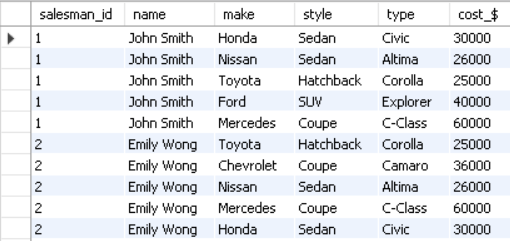 salesman_id name make style type cost_$
1 John Smith Honda Sedan Civic 30000
1 John Smith Nissan Sedan Altima 26000
1 John Smith Toyota Hatchback Corolla 25000
1 John Smith Ford SUV Explorer 40000
1 John Smith Mercedes Coupe C-Class 60000
2 Emily Wong Toyota Hatchback Corolla 25000
2 Emily Wong Chevrolet Coupe Camaro 36000
2 Emily Wong Nissan Sedan Altima 26000
2 Emily Wong Mercedes Coupe C-Class 60000
2 Emily Wong Honda Sedan Civic 30000